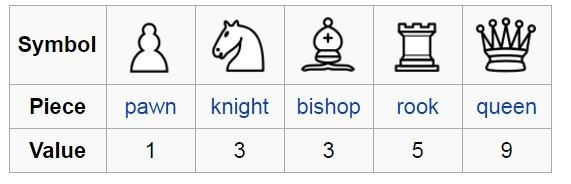 Symbol
Piece pawn knight bishop rook queen
Value 1 3 3 5 9